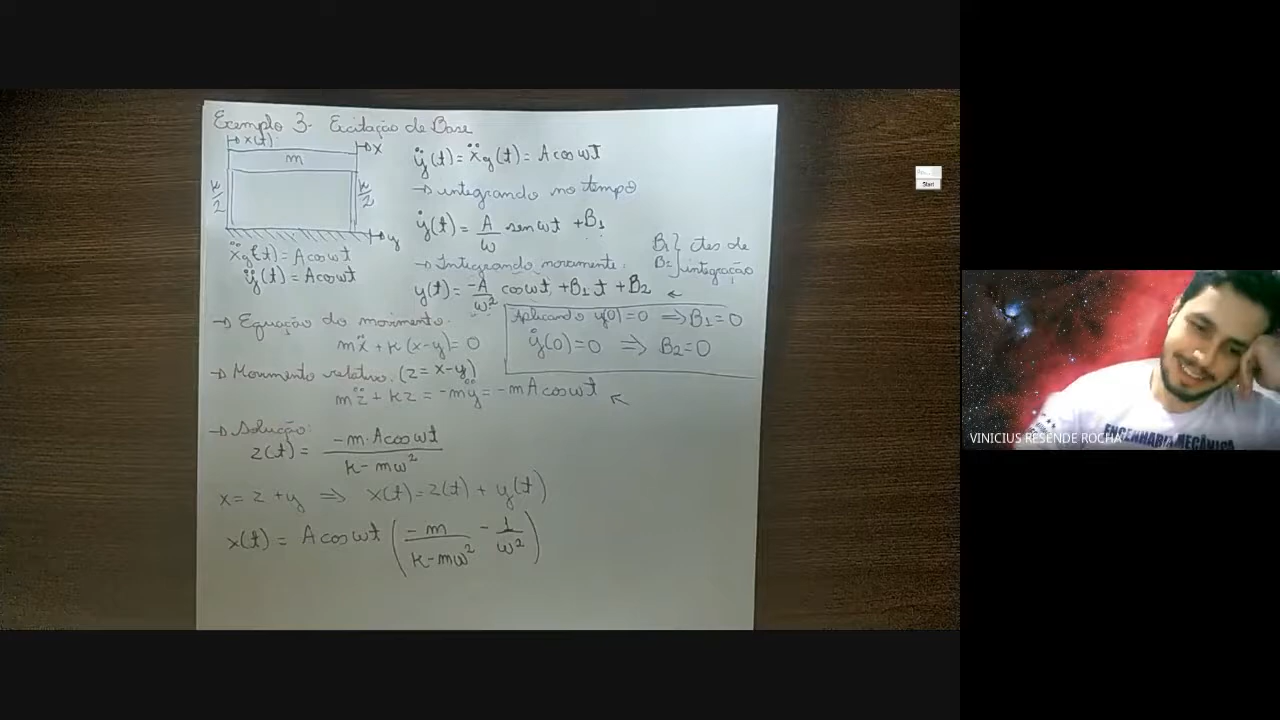 Exemplo 3- Excitação de Base
x(t)
m
x
k/2
k/2
y
ẍg(t) = A cos ωt
ÿ(t) = A cos ωt
ÿ(t) = ẍg(t) = A cos ωt
→ integrando no tempo
ẏ(t) = A/ω sen ωt + B1
→ Integrando novamente:
B1 } ctes de
B2 } integração
y(t) = -A/ω² cos ωt + B1 t + B2 ←
Aplicando y(0) = 0 ⇒ B1 = 0
ẏ(0) = 0 ⇒ B2 = 0
→ Equação do movimento:
mẍ + k(x-y) = 0
→ Movimento relativo: (z = x-y)
mz̈ + kz = -mÿ = -mA cos ωt ←
→ Solução:
z(t) = -m·A cos ωt / k - mω²
x = z + y ⇒ x(t) = z(t) + y(t)
x(t) = A cos ωt ( -m / k - mω² - 1/ω² )
Start
ENGENHARIA MECÂNICA
VINICIUS RESENDE ROCHA